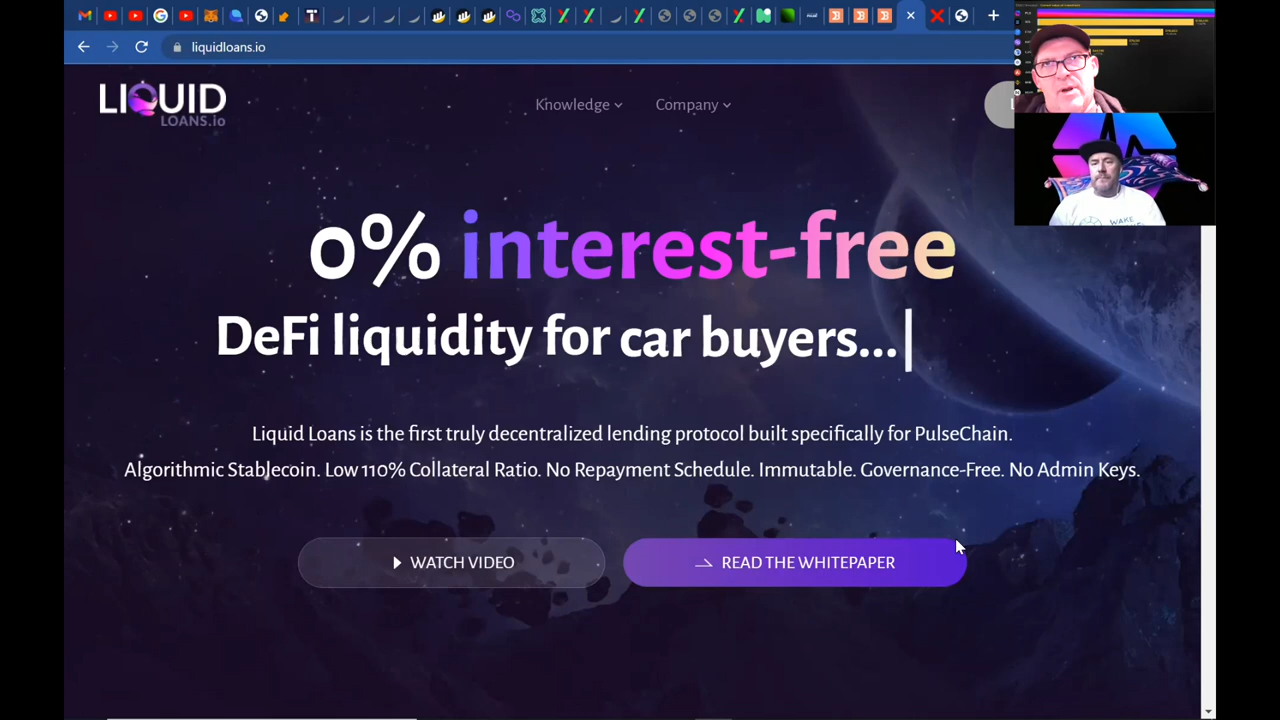 liquidloans.io
LIQUID
LOANS.io
Knowledge
Company
0% interest-free
DeFi liquidity for car buyers...
Liquid Loans is the first truly decentralized lending protocol built specifically for PulseChain.
Algorithmic Stablecoin. Low 110% Collateral Ratio. No Repayment Schedule. Immutable. Governance-Free. No Admin Keys.
WATCH VIDEO
READ THE WHITEPAPER
WAKE